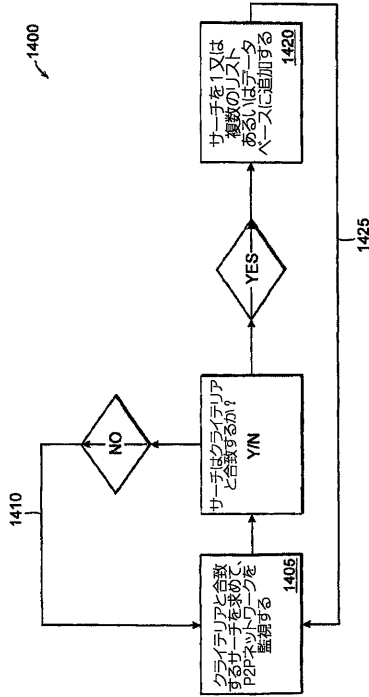 1400
1410
NO
クライテリアと合致
するサーチを求めて、
P2Pネットワークを
監視する
1405
サーチはクライテリア
と合致するか?
Y/N
YES
サーチを1又は
複数のリスト
あるいはデータ
ベースに追加する
1420
1425